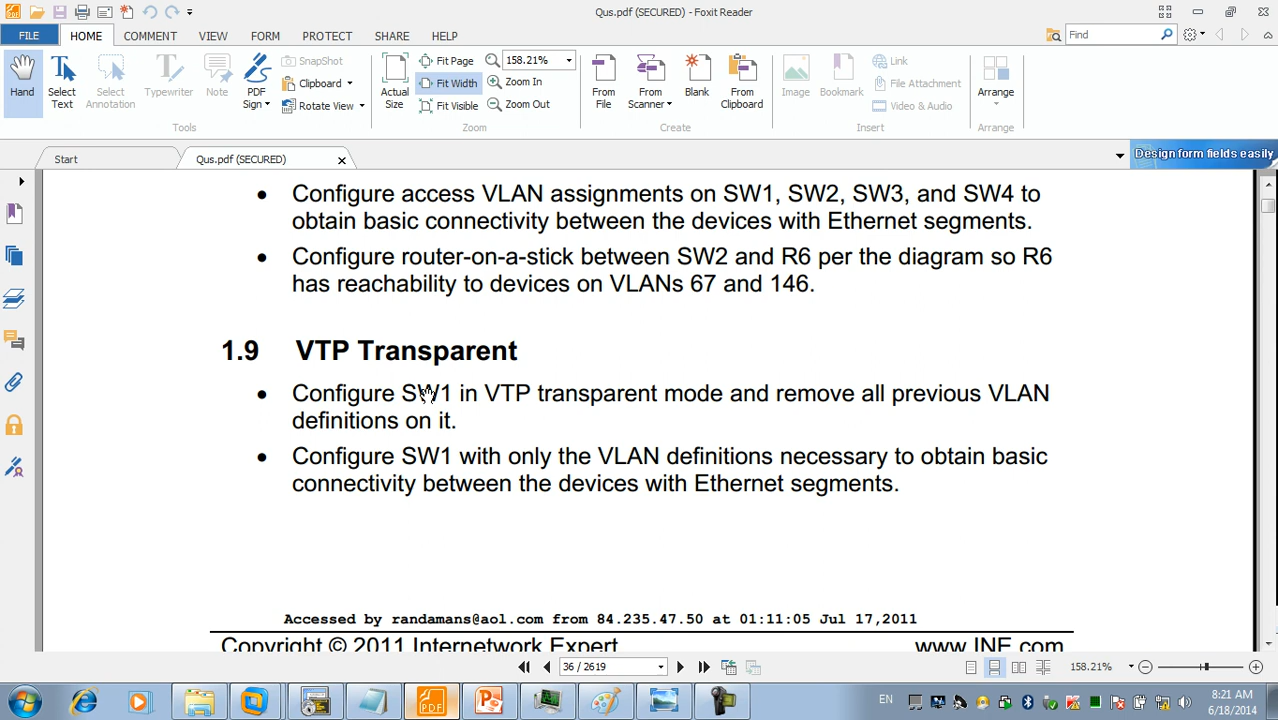 Qus.pdf (SECURED) - Foxit Reader
FILE HOME COMMENT VIEW FORM PROTECT SHARE HELP
Find
Hand
Select Text
Select Annotation
Typewriter
Note
PDF Sign
SnapShot
Clipboard
Rotate View
Tools
Actual Size
Fit Page
Fit Width
Fit Visible
158.21%
Zoom In
Zoom Out
Zoom
From File
From Scanner
Blank
From Clipboard
Create
Image
Bookmark
Link
File Attachment
Video & Audio
Insert
Arrange
Arrange
Start
Qus.pdf (SECURED)
Design form fields easily
• Configure access VLAN assignments on SW1, SW2, SW3, and SW4 to
obtain basic connectivity between the devices with Ethernet segments.
• Configure router-on-a-stick between SW2 and R6 per the diagram so R6
has reachability to devices on VLANs 67 and 146.
1.9 VTP Transparent
• Configure SW1 in VTP transparent mode and remove all previous VLAN
definitions on it.
• Configure SW1 with only the VLAN definitions necessary to obtain basic
connectivity between the devices with Ethernet segments.
Accessed by randamans@aol.com from 84.235.47.50 at 01:11:05 Jul 17,2011
Copyright © 2011 Internetwork Expert www.INE.com
36 / 2619
158.21%
EN
8:21 AM
6/18/2014